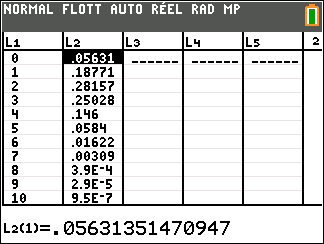 NORMAL FLOTT AUTO RÉEL RAD MP
L1 L2 L3 L4 L5 2
0 .05631 ------ ------ ------
1 .18771
2 .28157
3 .25028
4 .146
5 .0584
6 .01622
7 .00309
8 3.9E-4
9 2.9E-5
10 9.5E-7
L2(1)=.05631351470947